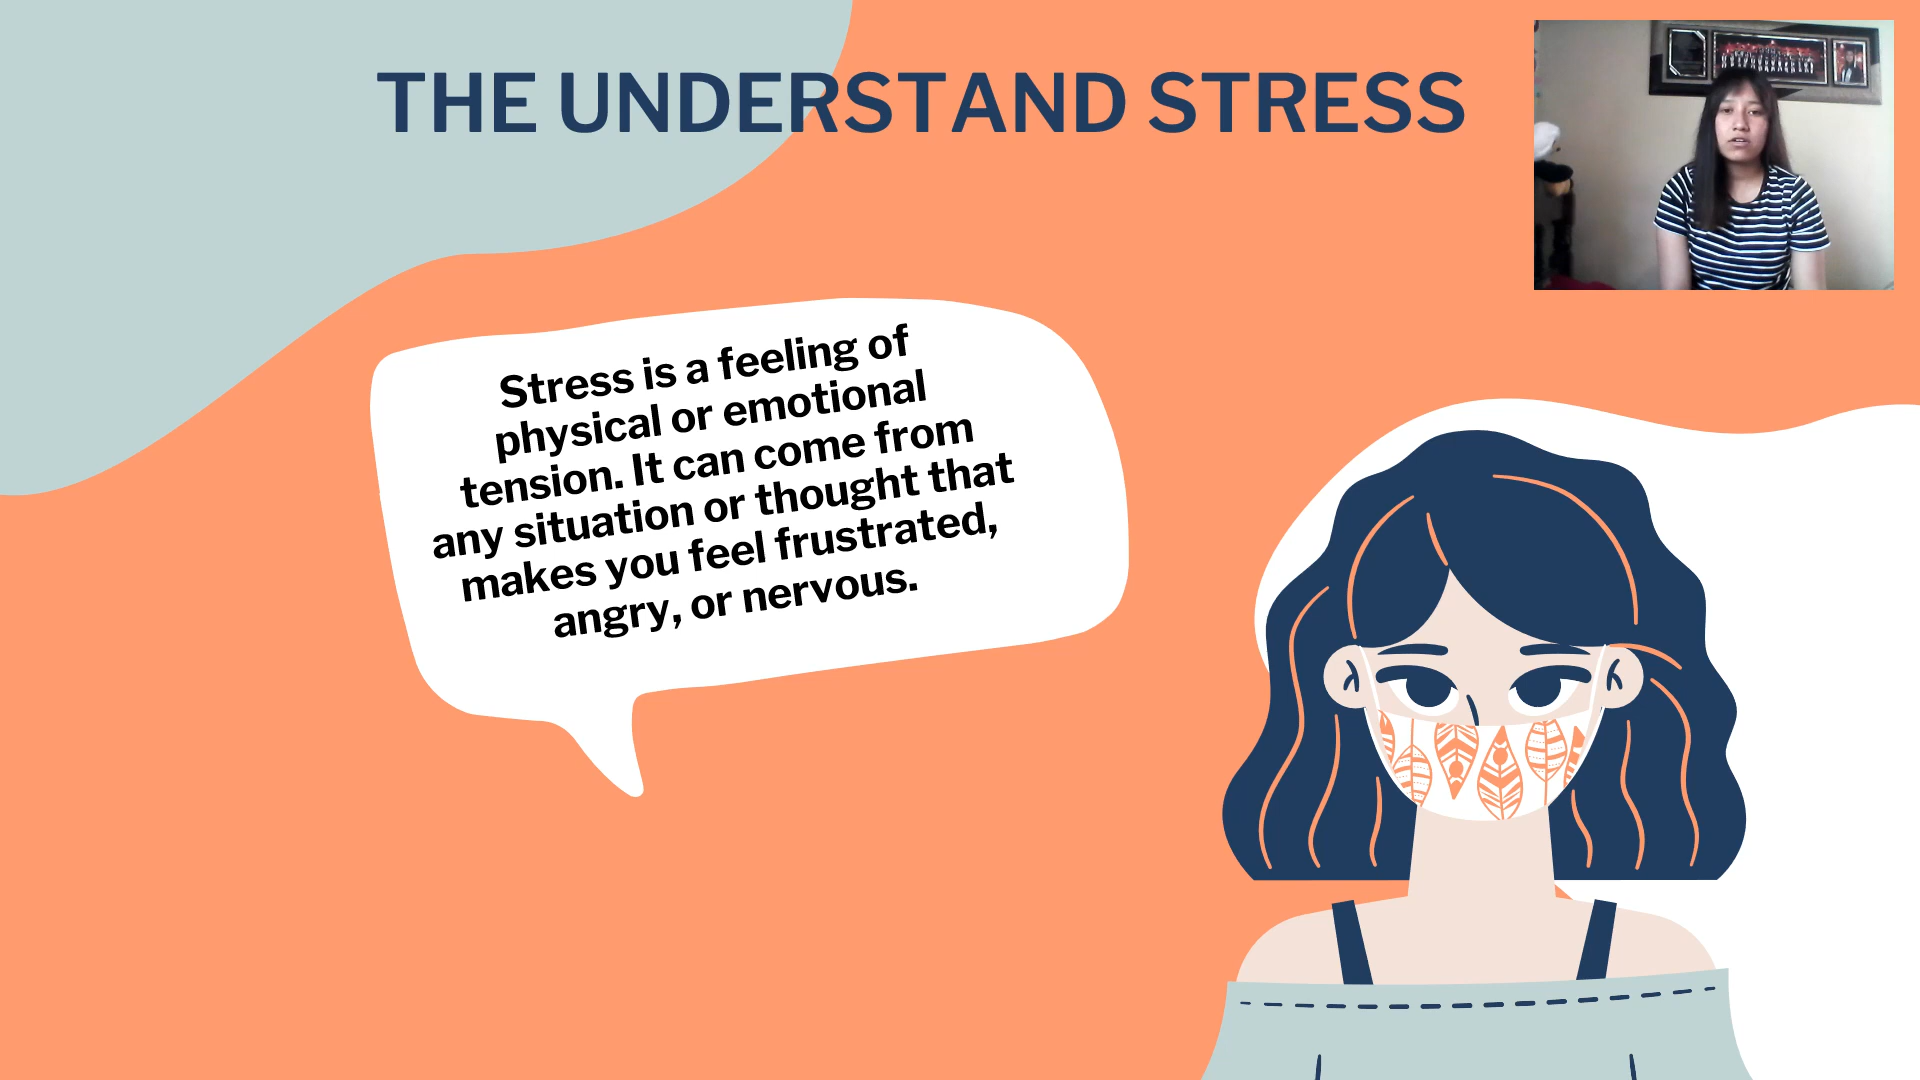 THE UNDERSTAND STRESS
Stress is a feeling of
physical or emotional
tension. It can come from
any situation or thought that
makes you feel frustrated,
angry, or nervous.